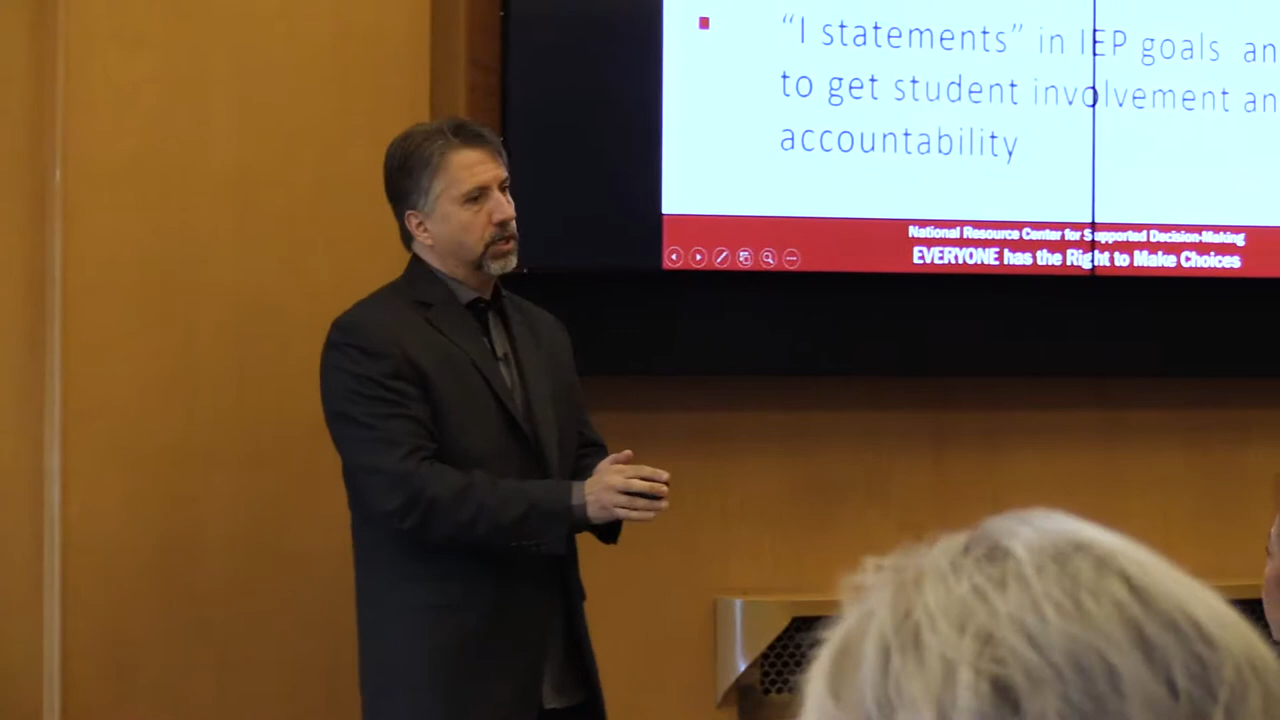 “I statements” in IEP goals an
to get student involvement an
accountability
National Resource Center for Supported Decision-Making
EVERYONE has the Right to Make Choices